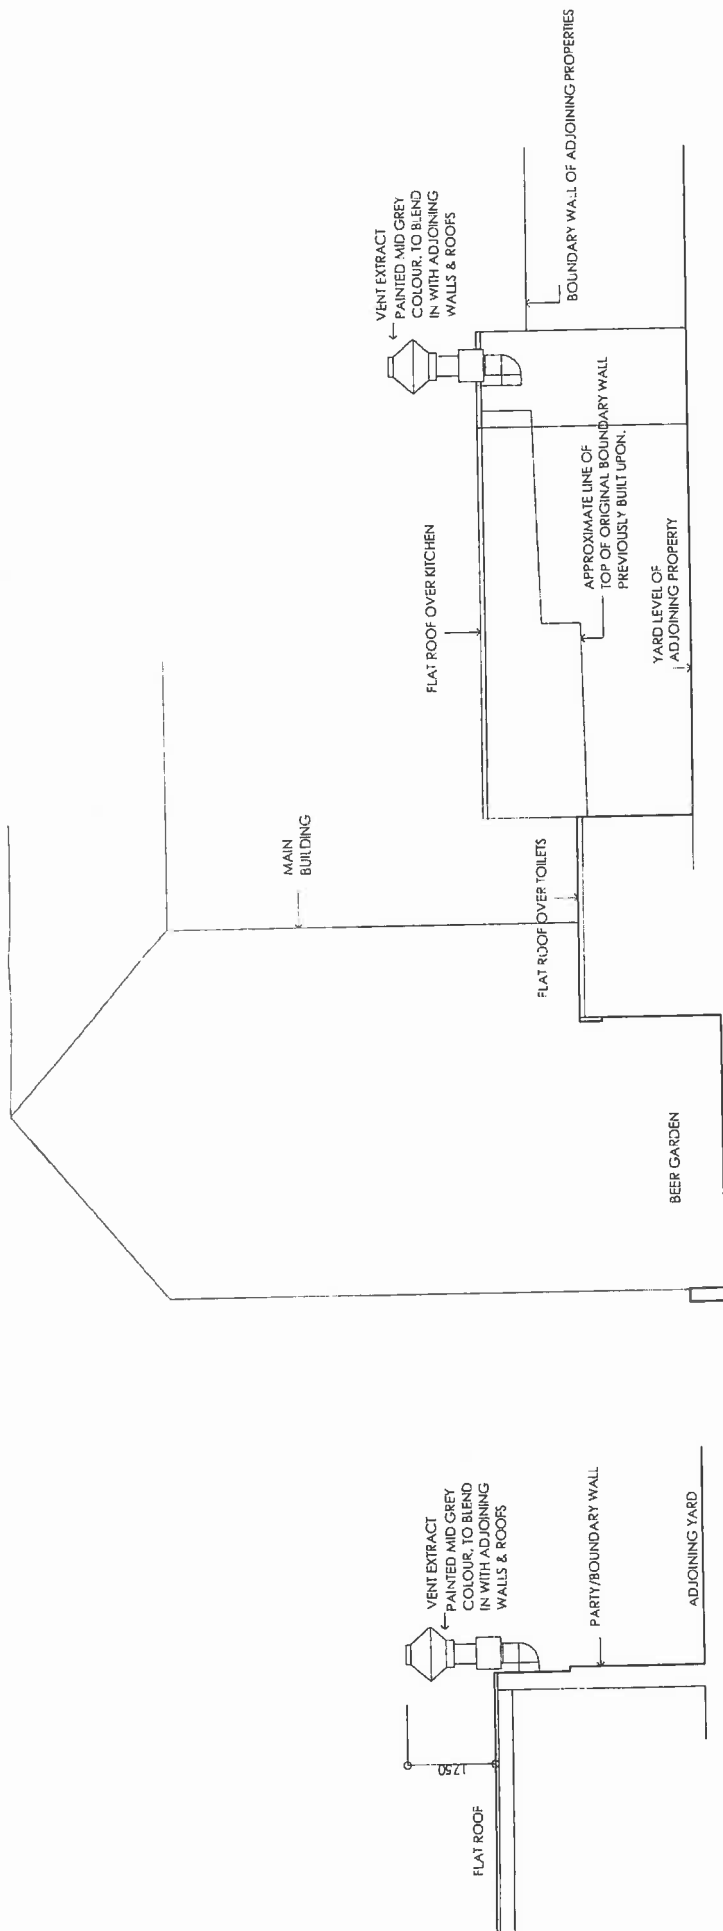 FLAT ROOF
1750
VENT EXTRACT
PAINTED MID GREY
COLOUR, TO BLEND
IN WITH ADJOINING
WALLS & ROOFS
PARTY/BOUNDARY WALL
ADJOINING YARD
MAIN
BUILDING
BEER GARDEN
FLAT ROOF OVER TOILETS
FLAT ROOF OVER KITCHEN
VENT EXTRACT
PAINTED MID GREY
COLOUR, TO BLEND
IN WITH ADJOINING
WALLS & ROOFS
APPROXIMATE LINE OF
TOP OF ORIGINAL BOUNDARY WALL
PREVIOUSLY BUILT UPON.
YARD LEVEL OF
ADJOINING PROPERTY
BOUNDARY WALL OF ADJOINING PROPERTIES